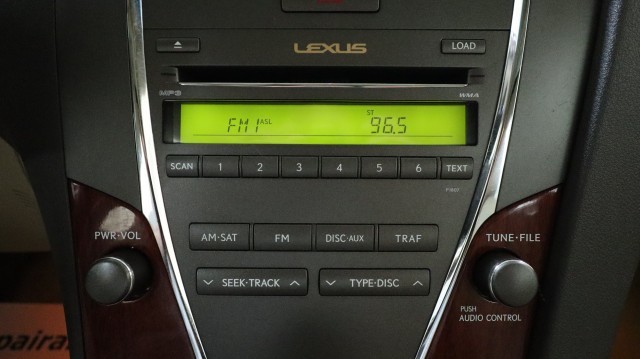 LEXUS
LOAD
MP3
WMA
ST
FM1 ASL 96.5
SCAN 1 2 3 4 5 6 TEXT
AM·SAT FM DISC·AUX TRAF
PWR·VOL
TUNE·FILE
SEEK·TRACK
TYPE·DISC
PUSH
AUDIO CONTROL
paira